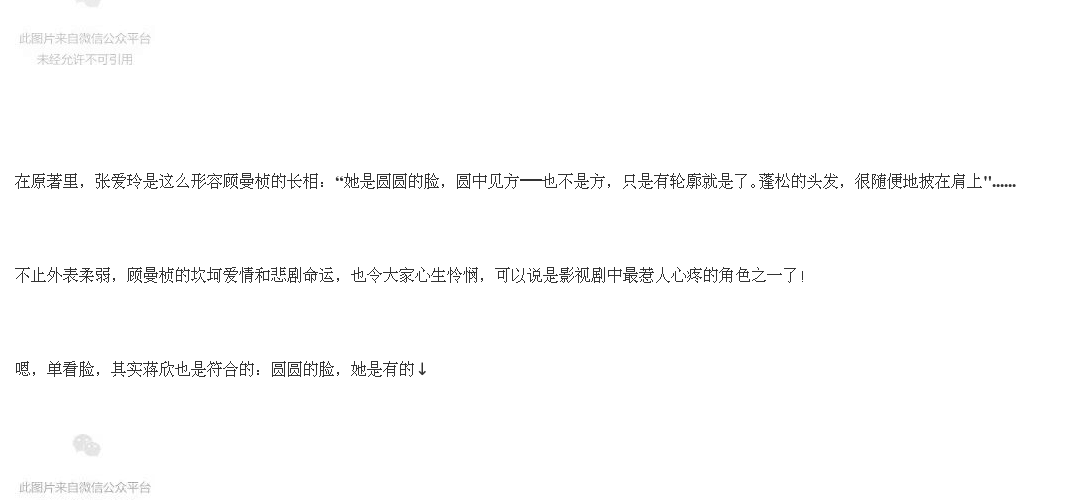 此图片来自微信公众平台
未经允许不可引用
在原著里，张爱玲是这么形容顾曼桢的长相：“她是圆圆的脸，圆中见方——也不是方，只是有轮廓就是了。蓬松的头发，很随便地披在肩上"……
不止外表柔弱，顾曼桢的坎坷爱情和悲剧命运，也令大家心生怜悯，可以说是影视剧中最惹人心疼的角色之一了！
嗯，单看脸，其实蒋欣也是符合的：圆圆的脸，她是有的↓
此图片来自微信公众平台